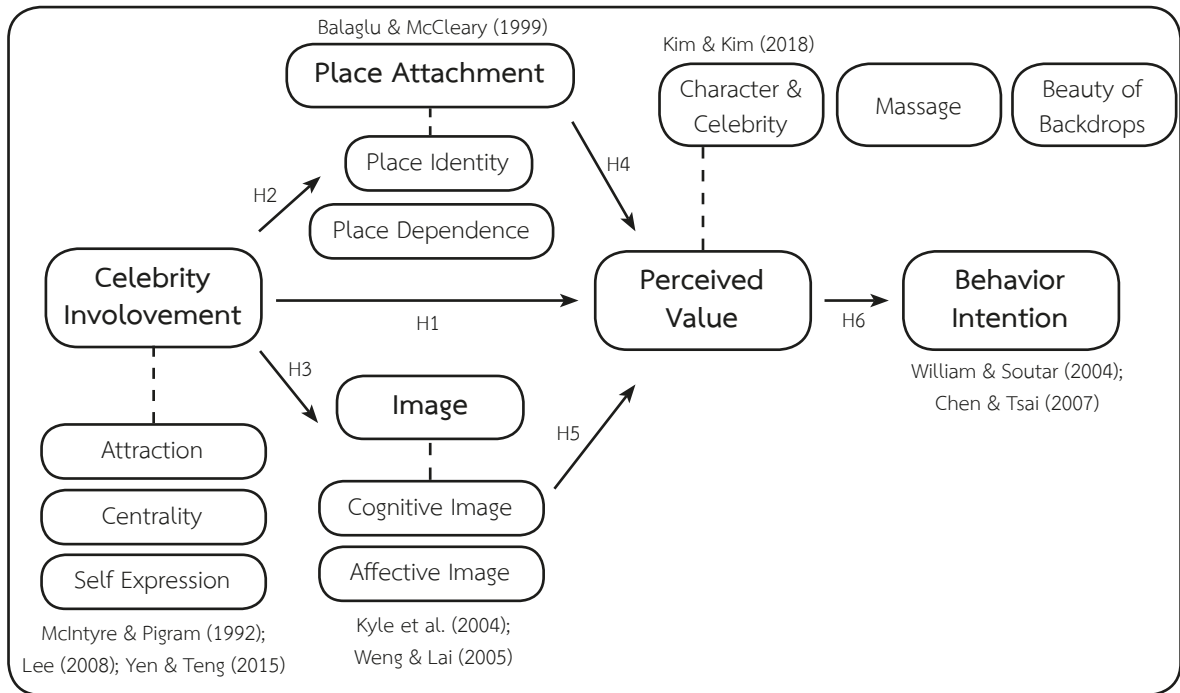 Balaglu & McCleary (1999)
Place Attachment
Place Identity
Place Dependence
Kim & Kim (2018)
Character &
Celebrity
Massage
Beauty of
Backdrops
H2
H4
Celebrity
Involovement
H1
Perceived
Value
H6
Behavior
Intention
William & Soutar (2004);
Chen & Tsai (2007)
H3
Image
H5
Attraction
Centrality
Self Expression
McIntyre & Pigram (1992);
Lee (2008); Yen & Teng (2015)
Cognitive Image
Affective Image
Kyle et al. (2004);
Weng & Lai (2005)